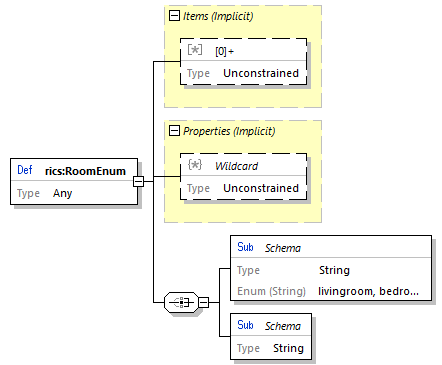 Items (Implicit)
[*] [0]+
Type Unconstrained
Properties (Implicit)
{*} Wildcard
Type Unconstrained
Def rics:RoomEnum
Type Any
Sub Schema
Type String
Enum (String) livingroom, bedro...
Sub Schema
Type String